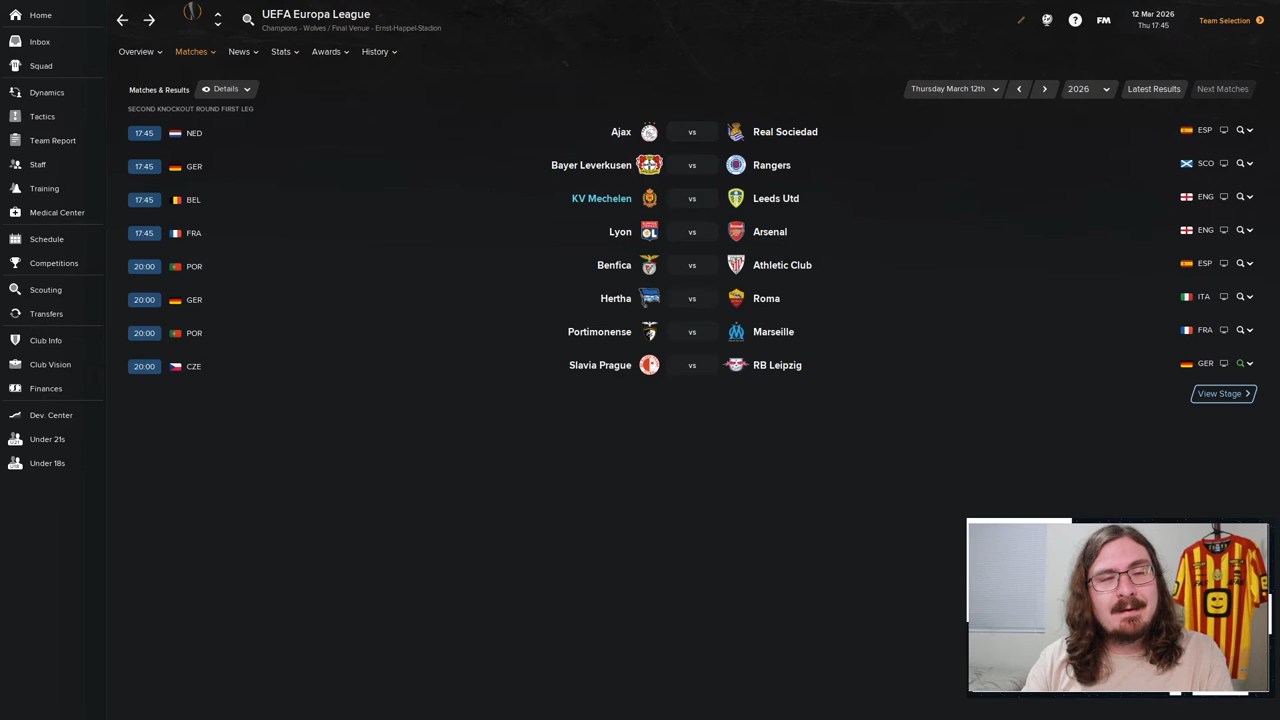 Home
Inbox
Squad
Dynamics
Tactics
Team Report
Staff
Training
Medical Center
Schedule
Competitions
Scouting
Transfers
Club Info
Club Vision
Finances
Dev. Center
Under 21s
Under 18s
UEFA Europa League
Champions - Wolves / Final Venue - Ernst-Happel-Stadion
FM
12 Mar 2026
Thu 17:45
Team Selection
Overview Matches News Stats Awards History
Matches & Results Details Thursday March 12th 2026 Latest Results Next Matches
SECOND KNOCKOUT ROUND FIRST LEG
17:45 NED Ajax vs Real Sociedad ESP
17:45 GER Bayer Leverkusen vs Rangers SCO
17:45 BEL KV Mechelen vs Leeds Utd ENG
17:45 FRA Lyon vs Arsenal ENG
20:00 POR Benfica vs Athletic Club ESP
20:00 GER Hertha vs Roma ITA
20:00 POR Portimonense vs Marseille FRA
20:00 CZE Slavia Prague vs RB Leipzig GER
View Stage